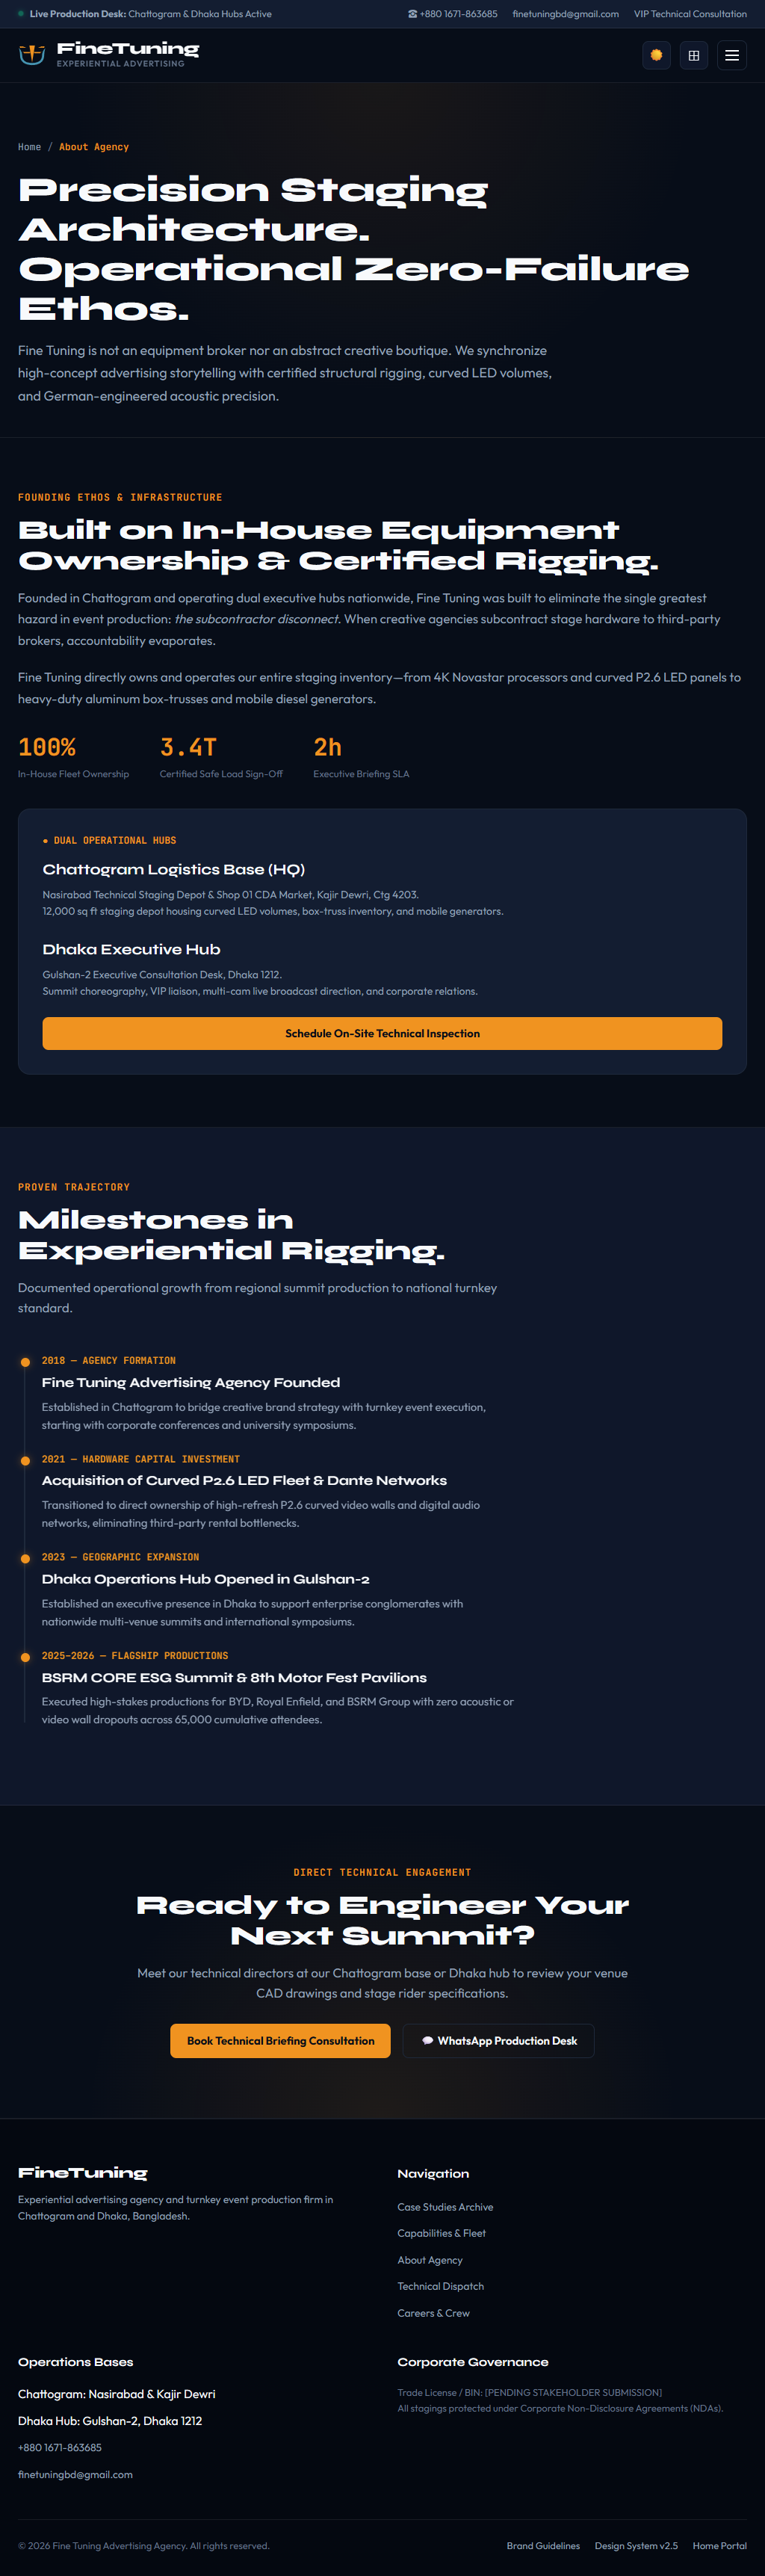 Live Production Desk: Chattogram & Dhaka Hubs Active
☎ +880 1671-863685
finetuningbd@gmail.com
VIP Technical Consultation
FineTuning
EXPERIENTIAL ADVERTISING
Home / About Agency
Precision Staging
Architecture.
Operational Zero-Failure
Ethos.
Fine Tuning is not an equipment broker nor an abstract creative boutique. We synchronize
high-concept advertising storytelling with certified structural rigging, curved LED volumes,
and German-engineered acoustic precision.
FOUNDING ETHOS & INFRASTRUCTURE
Built on In-House Equipment
Ownership & Certified Rigging.
Founded in Chattogram and operating dual executive hubs nationwide, Fine Tuning was built to eliminate the single greatest
hazard in event production: the subcontractor disconnect. When creative agencies subcontract stage hardware to third-party
brokers, accountability evaporates.
Fine Tuning directly owns and operates our entire staging inventory—from 4K Novastar processors and curved P2.6 LED panels to
heavy-duty aluminum box-trusses and mobile diesel generators.
100%
In-House Fleet Ownership
3.4T
Certified Safe Load Sign-Off
2h
Executive Briefing SLA
● DUAL OPERATIONAL HUBS
Chattogram Logistics Base (HQ)
Nasirabad Technical Staging Depot & Shop 01 CDA Market, Kajir Dewri, Ctg 4203.
12,000 sq ft staging depot housing curved LED volumes, box-truss inventory, and mobile generators.
Dhaka Executive Hub
Gulshan-2 Executive Consultation Desk, Dhaka 1212.
Summit choreography, VIP liaison, multi-cam live broadcast direction, and corporate relations.
Schedule On-Site Technical Inspection
PROVEN TRAJECTORY
Milestones in
Experiential Rigging.
Documented operational growth from regional summit production to national turnkey
standard.
2018 — AGENCY FORMATION
Fine Tuning Advertising Agency Founded
Established in Chattogram to bridge creative brand strategy with turnkey event execution,
starting with corporate conferences and university symposiums.
2021 — HARDWARE CAPITAL INVESTMENT
Acquisition of Curved P2.6 LED Fleet & Dante Networks
Transitioned to direct ownership of high-refresh P2.6 curved video walls and digital audio
networks, eliminating third-party rental bottlenecks.
2023 — GEOGRAPHIC EXPANSION
Dhaka Operations Hub Opened in Gulshan-2
Established an executive presence in Dhaka to support enterprise conglomerates with
nationwide multi-venue summits and international symposiums.
2025–2026 — FLAGSHIP PRODUCTIONS
BSRM CORE ESG Summit & 8th Motor Fest Pavilions
Executed high-stakes productions for BYD, Royal Enfield, and BSRM Group with zero acoustic or
video wall dropouts across 65,000 cumulative attendees.
DIRECT TECHNICAL ENGAGEMENT
Ready to Engineer Your
Next Summit?
Meet our technical directors at our Chattogram base or Dhaka hub to review your venue
CAD drawings and stage rider specifications.
Book Technical Briefing Consultation
💬 WhatsApp Production Desk
FineTuning
Experiential advertising agency and turnkey event production firm in
Chattogram and Dhaka, Bangladesh.
Navigation
Case Studies Archive
Capabilities & Fleet
About Agency
Technical Dispatch
Careers & Crew
Operations Bases
Chattogram: Nasirabad & Kajir Dewri
Dhaka Hub: Gulshan-2, Dhaka 1212
+880 1671-863685
finetuningbd@gmail.com
Corporate Governance
Trade License / BIN: [PENDING STAKEHOLDER SUBMISSION]
All stagings protected under Corporate Non-Disclosure Agreements (NDAs).
© 2026 Fine Tuning Advertising Agency. All rights reserved.
Brand Guidelines
Design System v2.5
Home Portal